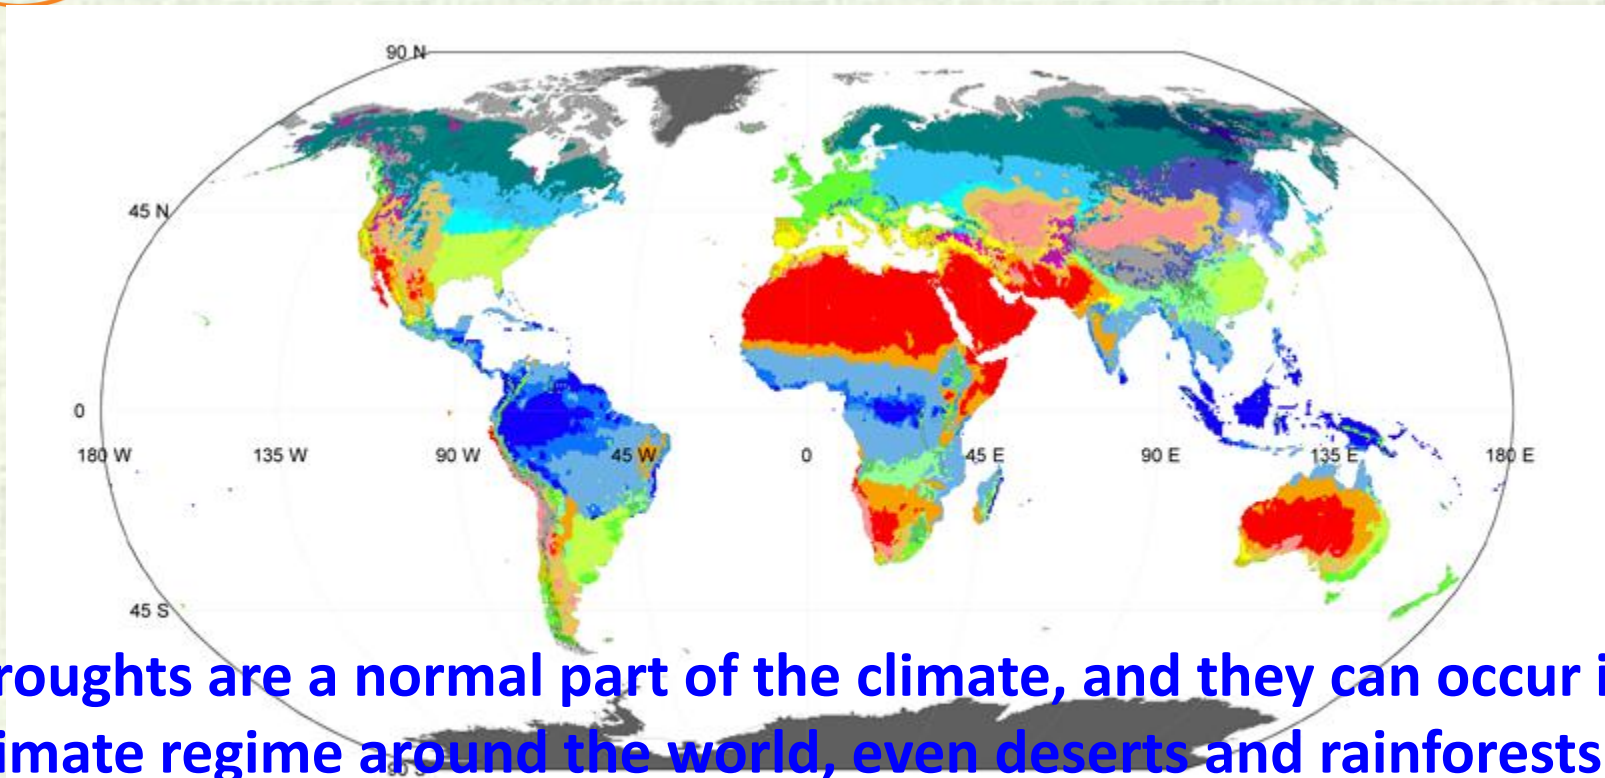 90 N
45 N
0
180 W 135 W 90 W 45 W 0 45 E 90 E 135 E 180 E
45 S
roughts are a normal part of the climate, and they can occur i
imate regime around the world, even deserts and rainforests
90 S